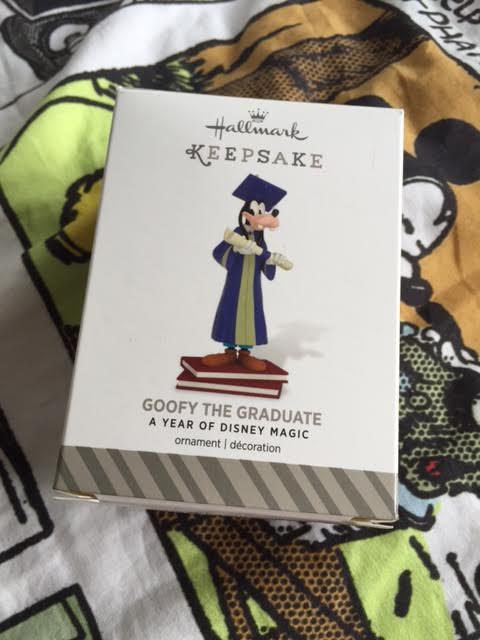 Hallmark
KEEPSAKE
GOOFY THE GRADUATE
A YEAR OF DISNEY MAGIC
ornament | décoration